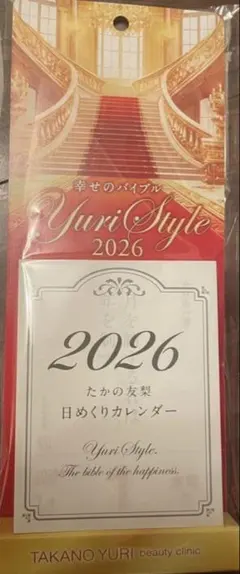 幸せのバイブル
Yuri Style
2026
2026
たかの友梨
日めくりカレンダー
Yuri Style.
The bible of the happiness.
TAKANO YURI beauty clinic